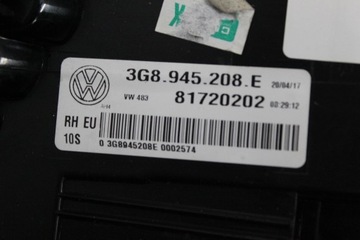 3G8.945.208.E 20/04/17
VW 483 81720202 02:29:12
RH EU
10S
0 3G8945208E 0002574